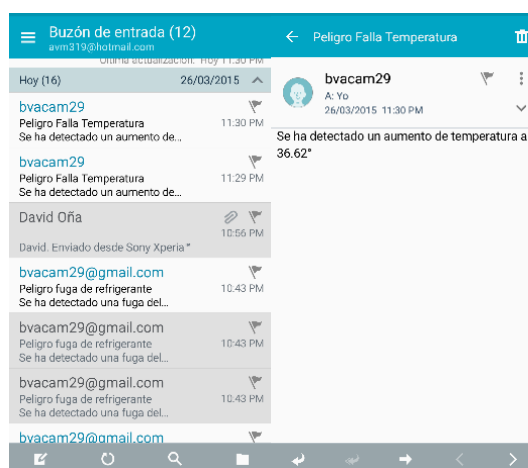 Buzón de entrada (12)
avm319@hotmail.com
Última actualización: Hoy 11:30 PM
Hoy (16) 26/03/2015
bvacam29
Peligro Falla Temperatura 11:30 PM
Se ha detectado un aumento de...
bvacam29
Peligro Falla Temperatura 11:29 PM
Se ha detectado un aumento de...
David Oña
10:56 PM
David. Enviado desde Sony Xperia™
bvacam29@gmail.com
Peligro fuga de refrigerante 10:43 PM
Se ha detectado una fuga del...
bvacam29@gmail.com
Peligro fuga de refrigerante 10:43 PM
Se ha detectado una fuga del...
bvacam29@gmail.com
Peligro fuga de refrigerante 10:43 PM
Se ha detectado una fuga del...
bvacam29@gmail.com
Peligro Falla Temperatura
bvacam29
A: Yo
26/03/2015 11:30 PM
Se ha detectado un aumento de temperatura a
36.62°